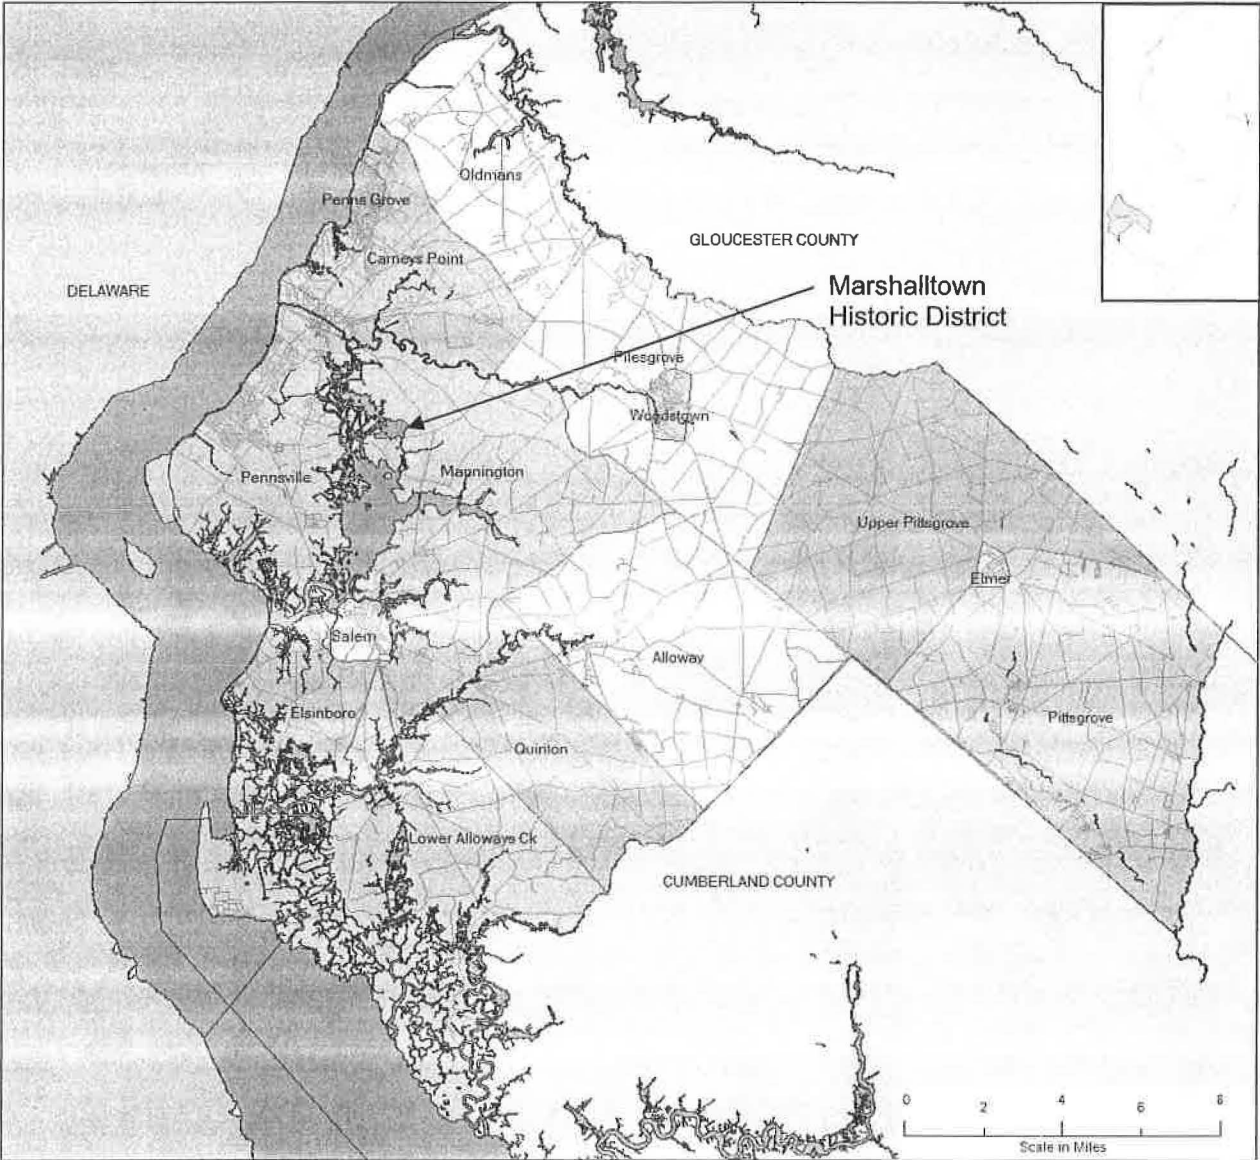 Oldmans
Penns Grove
GLOUCESTER COUNTY
Carneys Point
DELAWARE
Marshalltown
Historic District
Pilesgrove
Woodstown
Mannington
Pennsville
Upper Pittsgrove
Elmer
Salem
Alloway
Elsinboro
Pittsgrove
Quinton
Lower Alloways Ck
CUMBERLAND COUNTY
0 2 4 6 8
Scale in Miles